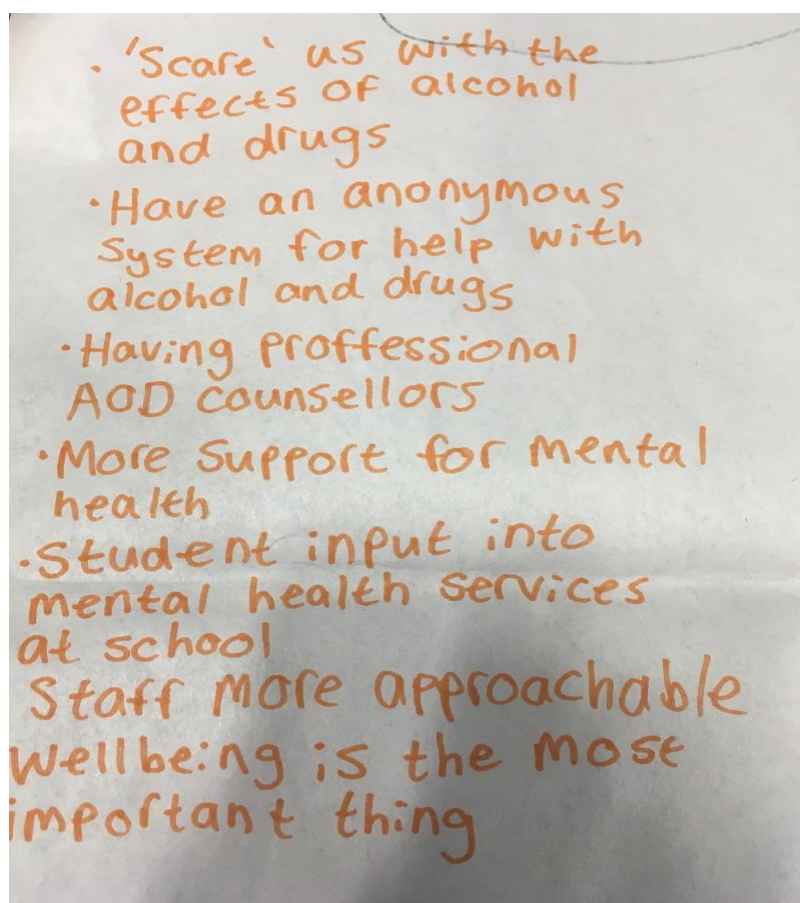 . 'Scare' us with the
effects of alcohol
and drugs
·Have an anonymous
System for help with
alcohol and drugs
·Having proffessional
AOD counsellors
·More Support for mental
health
·Student input into
mental health services
at school
Staff more approachable
Wellbeing is the most
important thing